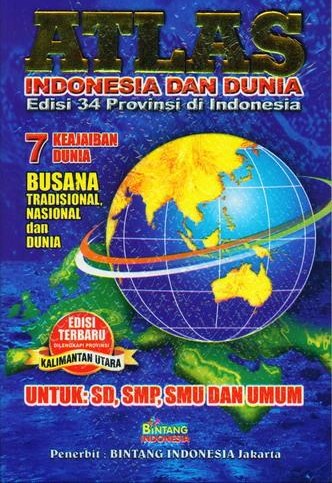 ATLAS
INDONESIA DAN DUNIA
Edisi 34 Provinsi di Indonesia
7 KEAJAIBAN
DUNIA
BUSANA
TRADISIONAL,
NASIONAL
dan
DUNIA
EDISI
TERBARU
DILENGKAPI PROVINSI
KALIMANTAN UTARA
UNTUK: SD, SMP, SMU DAN UMUM
BINTANG
INDONESIA
Penerbit : BINTANG INDONESIA Jakarta